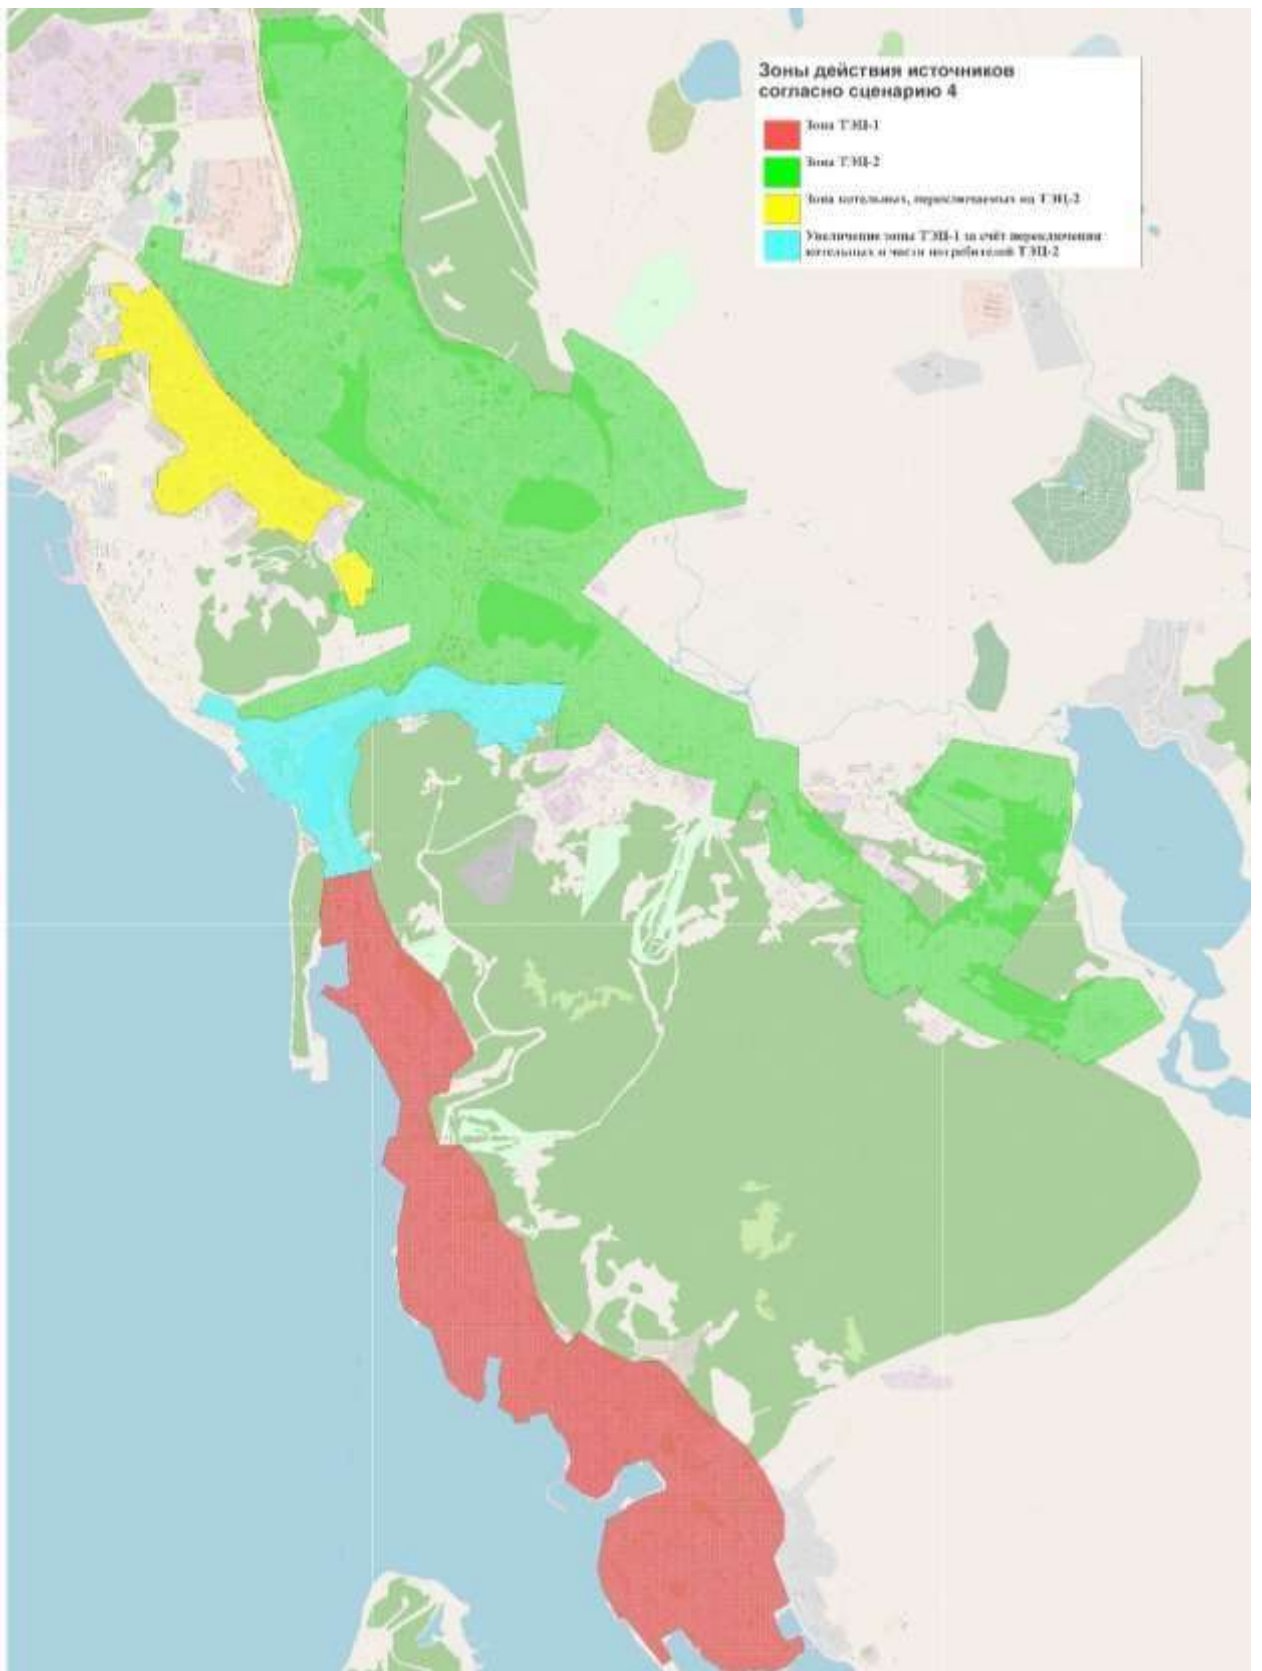 Зоны действия источников
согласно сценарию 4
Зона ТЭЦ-1
Зона ТЭЦ-2
Зона котельных, переключаемых на ТЭЦ-2
Увеличение зоны ТЭЦ-1 за счёт переключения
котельных и части потребителей ТЭЦ-2